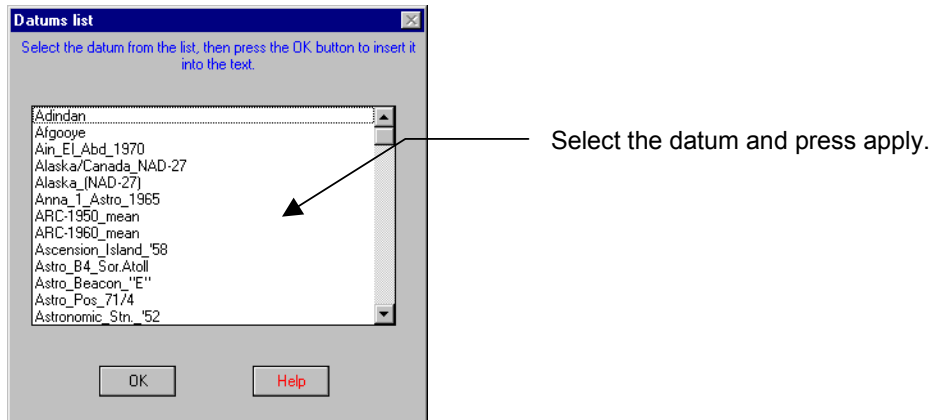 Datums list
Select the datum from the list, then press the OK button to insert it
into the text.
Adindan
Afgooye
Ain_El_Abd_1970
Alaska/Canada_NAD-27
Alaska_(NAD-27)
Anna_1_Astro_1965
ARC-1950_mean
ARC-1960_mean
Ascension_Island_'58
Astro_B4_Sor.Atoll
Astro_Beacon_"E"
Astro_Pos_71/4
Astronomic_Stn._'52
Select the datum and press apply.
OK
Help